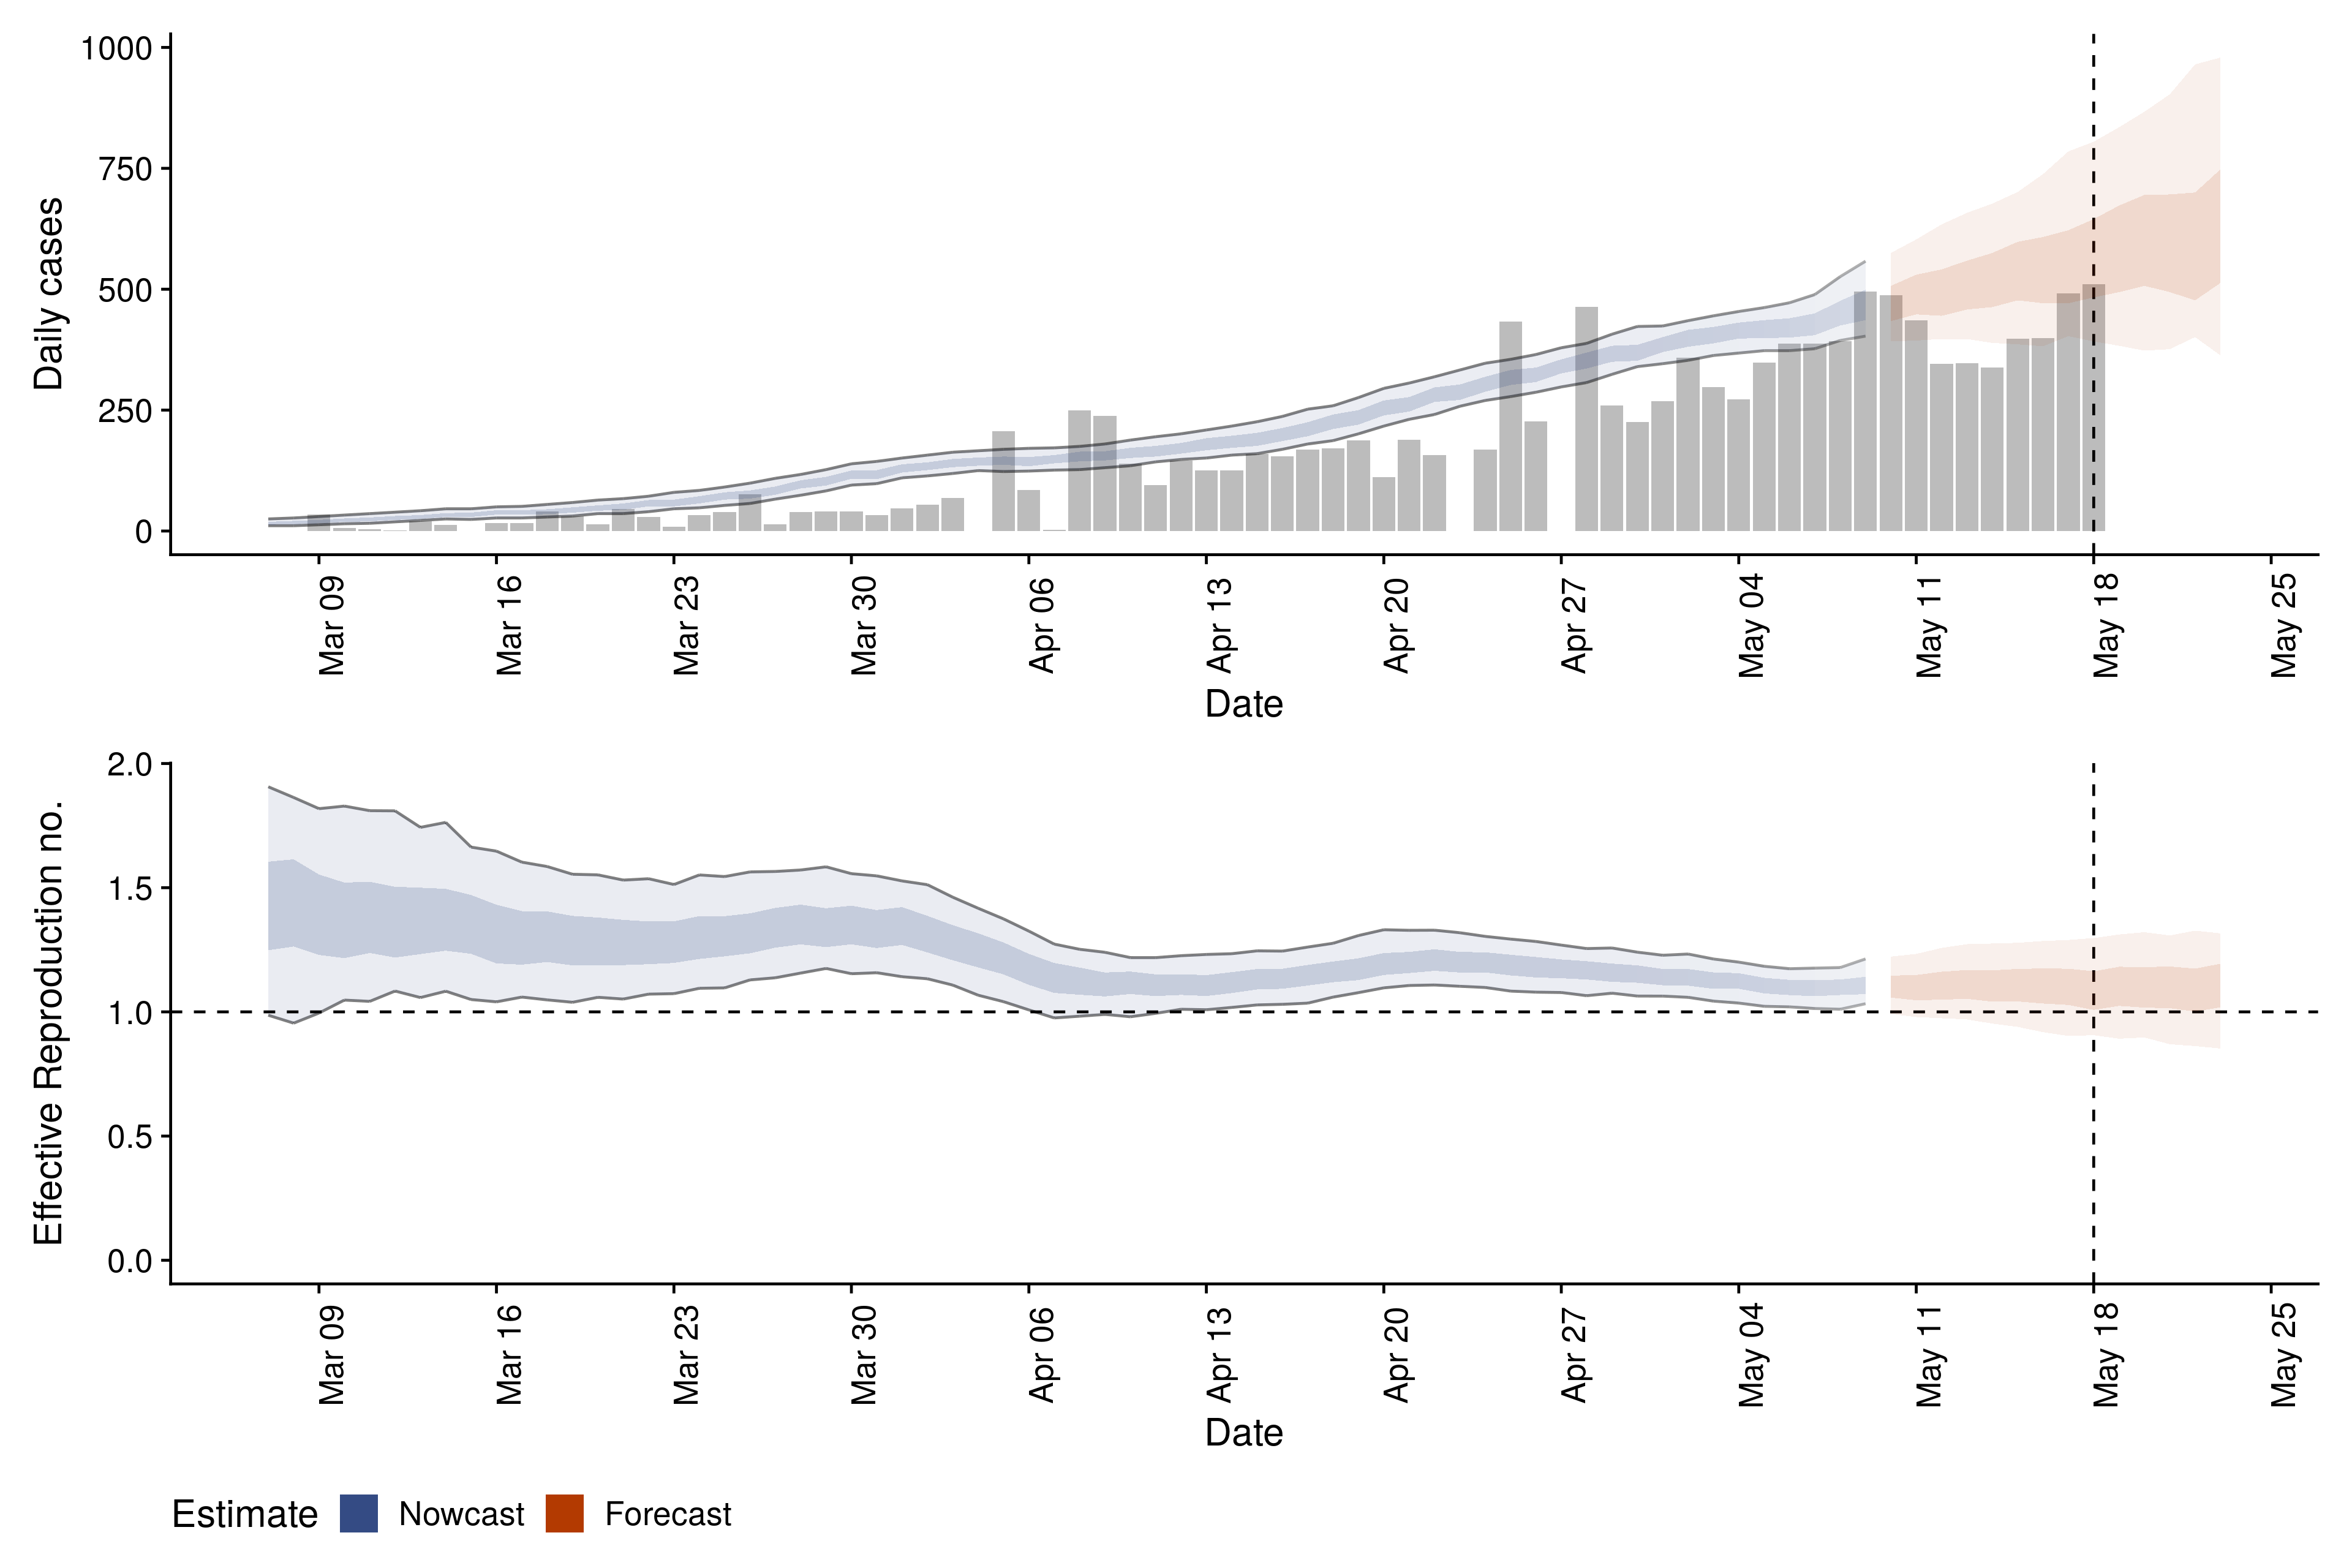 1000
750
500
250
0
Daily cases
Mar 09
Mar 16
Mar 23
Mar 30
Apr 06
Apr 13
Apr 20
Apr 27
May 04
May 11
May 18
May 25
Date
2.0
1.5
1.0
0.5
0.0
Effective Reproduction no.
Mar 09
Mar 16
Mar 23
Mar 30
Apr 06
Apr 13
Apr 20
Apr 27
May 04
May 11
May 18
May 25
Date
Estimate Nowcast Forecast